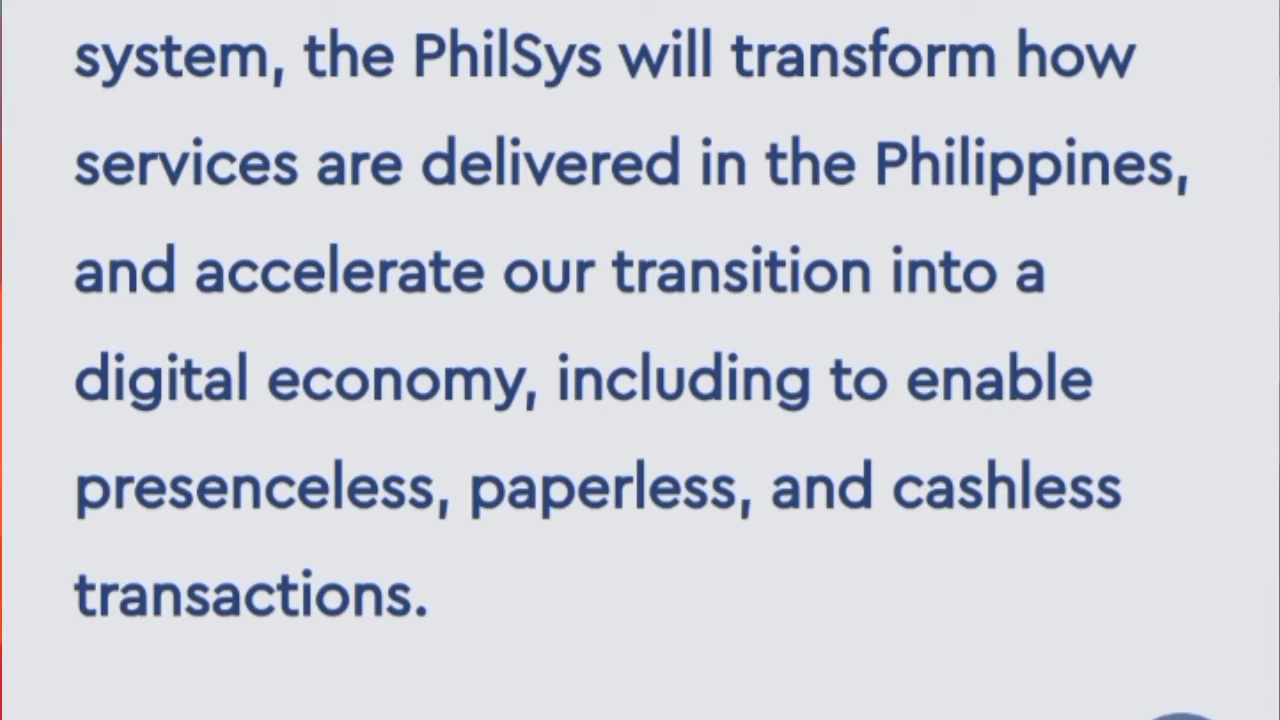 system, the PhilSys will transform how
services are delivered in the Philippines,
and accelerate our transition into a
digital economy, including to enable
presenceless, paperless, and cashless
transactions.